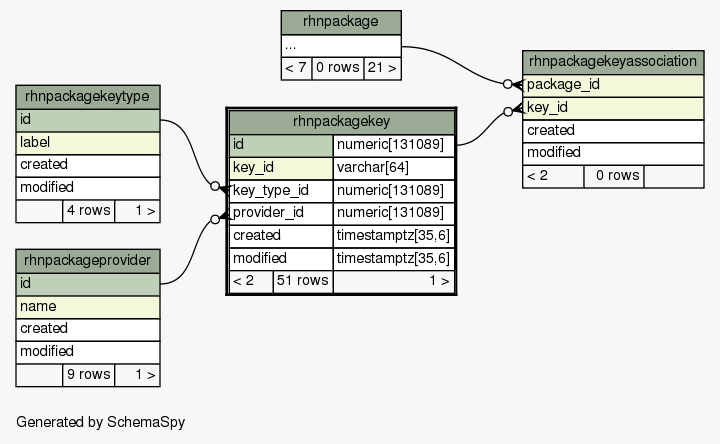 rhnpackage
...
< 7 0 rows 21 >
rhnpackagekeyassociation
package_id
key_id
created
modified
< 2 0 rows
rhnpackagekeytype
id
label
created
modified
4 rows 1 >
rhnpackagekey
id numeric[131089]
key_id varchar[64]
key_type_id numeric[131089]
provider_id numeric[131089]
created timestamptz[35,6]
modified timestamptz[35,6]
< 2 51 rows 1 >
rhnpackageprovider
id
name
created
modified
9 rows 1 >
Generated by SchemaSpy